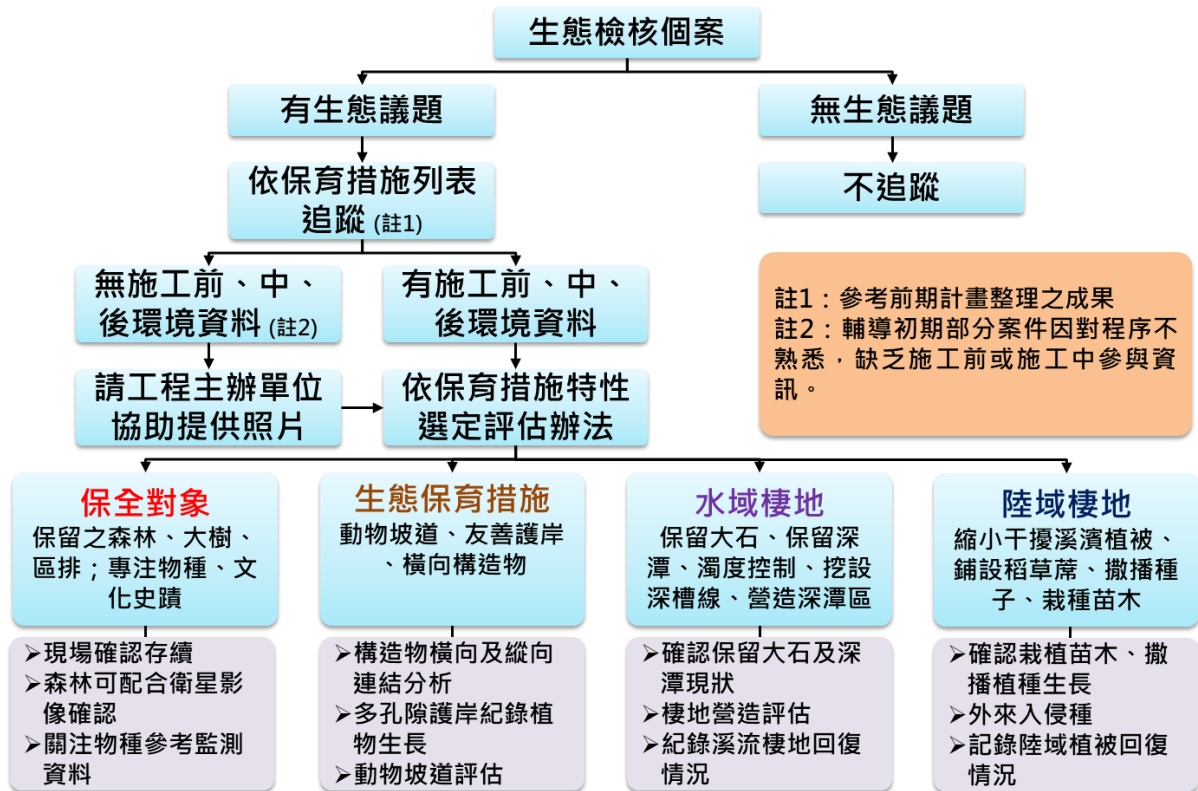 生態檢核個案
有生態議題
無生態議題
依保育措施列表
追蹤 (註1)
不追蹤
無施工前、中、
後環境資料 (註2)
有施工前、中、
後環境資料
註1：參考前期計畫整理之成果
註2：輔導初期部分案件因對程序不
熟悉，缺乏施工前或施工中參與資
訊。
請工程主辦單位
協助提供照片
依保育措施特性
選定評估辦法
保全對象
保留之森林、大樹、
區排；專注物種、文
化史蹟
生態保育措施
動物坡道、友善護岸
、橫向構造物
水域棲地
保留大石、保留深
潭、濁度控制、挖設
深槽線、營造深潭區
陸域棲地
縮小干擾溪濱植被、
鋪設稻草蓆、撒播種
子、栽種苗木
➢現場確認存續
➢森林可配合衛星影
像確認
➢關注物種參考監測
資料
➢構造物橫向及縱向
連結分析
➢多孔隙護岸紀錄植
物生長
➢動物坡道評估
➢確認保留大石及深
潭現狀
➢棲地營造評估
➢紀錄溪流棲地回復
情況
➢確認栽植苗木、撒
播植種生長
➢外來入侵種
➢記錄陸域植被回復
情況